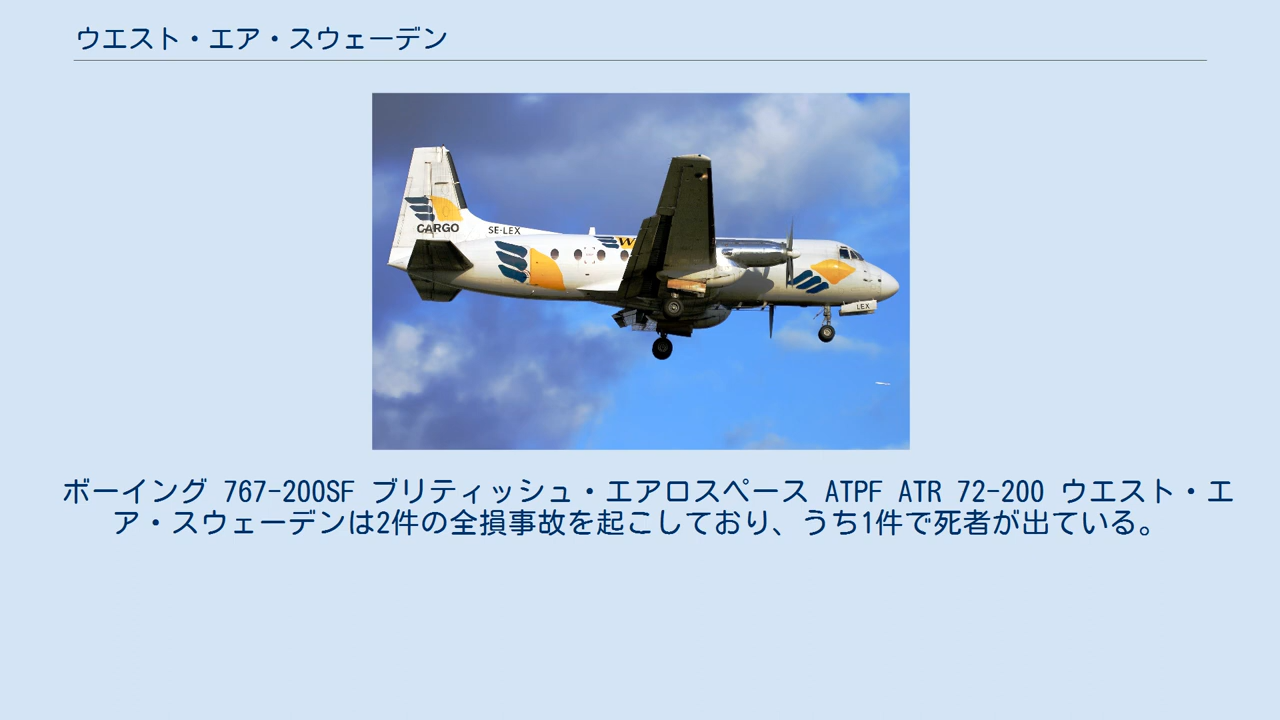 ウエスト・エア・スウェーデン
CARGO
SE-LEX
W
LEX
ボーイング 767-200SF ブリティッシュ・エアロスペース ATPF ATR 72-200 ウエスト・エ
ア・スウェーデンは2件の全損事故を起こしており、うち1件で死者が出ている。